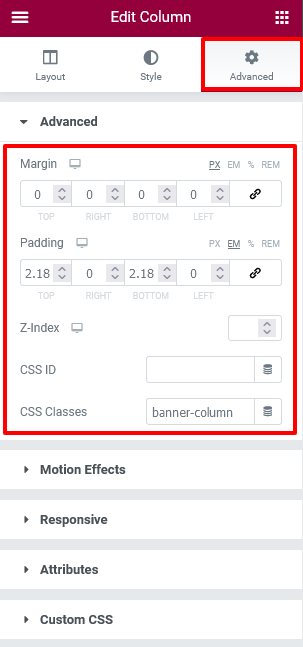 Edit Column
Layout Style Advanced
Advanced
Margin PX EM % REM
0 0 0 0
TOP RIGHT BOTTOM LEFT
Padding PX EM % REM
2.18 0 2.18 0
TOP RIGHT BOTTOM LEFT
Z-Index
CSS ID
CSS Classes banner-column
Motion Effects
Responsive
Attributes
Custom CSS